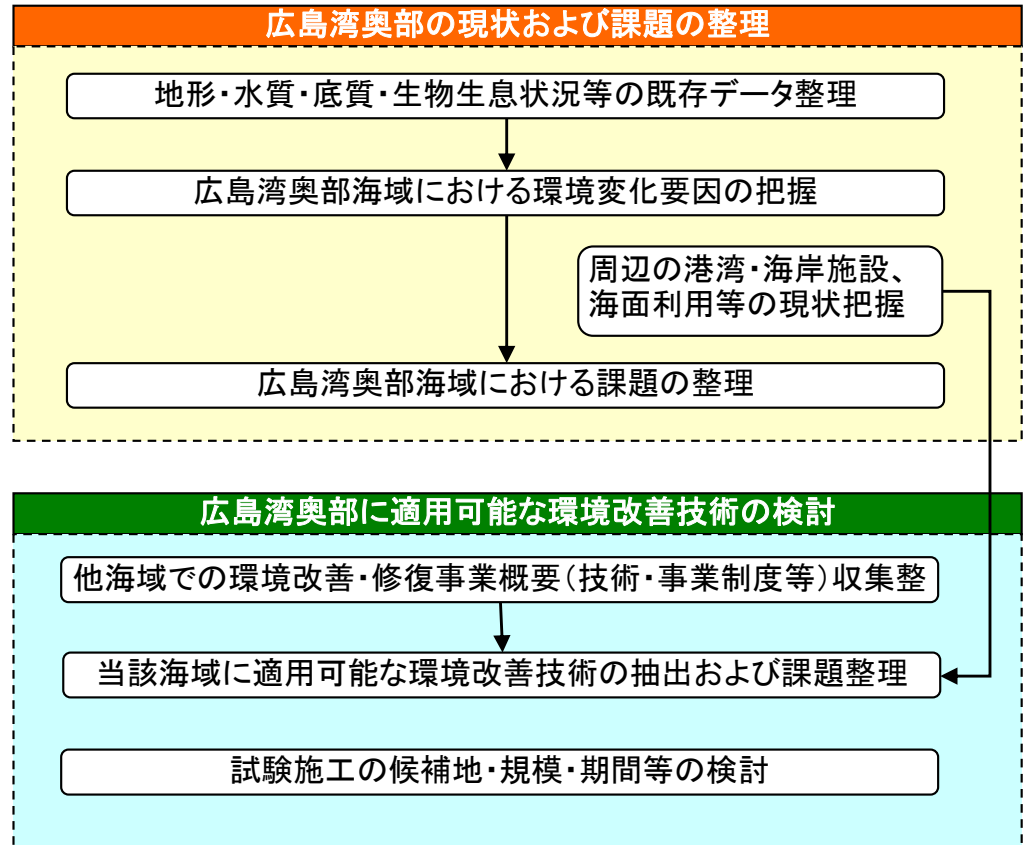 広島湾奥部の現状および課題の整理
地形・水質・底質・生物生息状況等の既存データ整理
広島湾奥部海域における環境変化要因の把握
周辺の港湾・海岸施設、
海面利用等の現状把握
広島湾奥部海域における課題の整理
広島湾奥部に適用可能な環境改善技術の検討
他海域での環境改善・修復事業概要（技術・事業制度等）収集整
当該海域に適用可能な環境改善技術の抽出および課題整理
試験施工の候補地・規模・期間等の検討